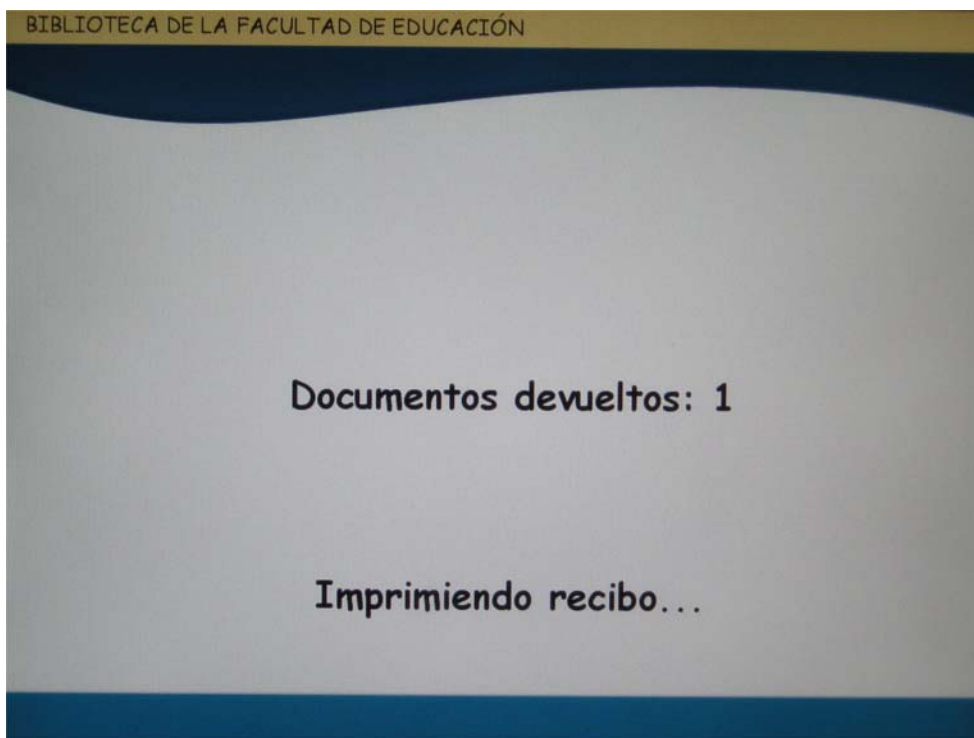 BIBLIOTECA DE LA FACULTAD DE EDUCACIÓN
Documentos devueltos: 1
Imprimiendo recibo...